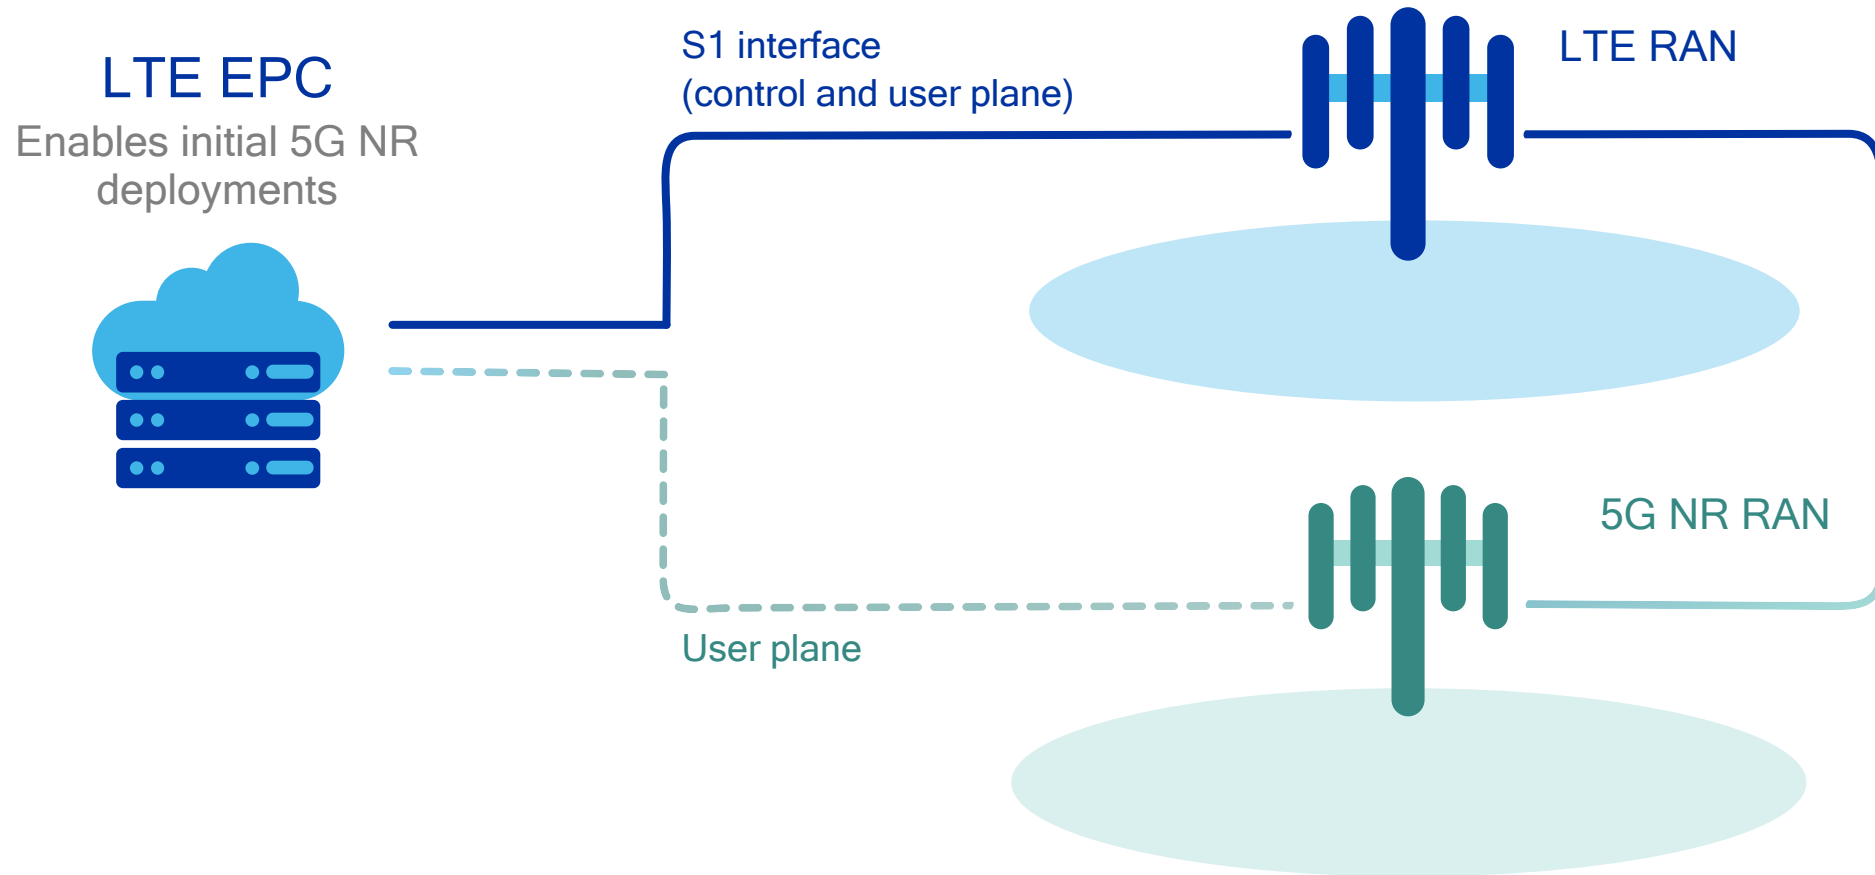 LTE EPC
Enables initial 5G NR
deployments
S1 interface
(control and user plane)
LTE RAN
5G NR RAN
User plane